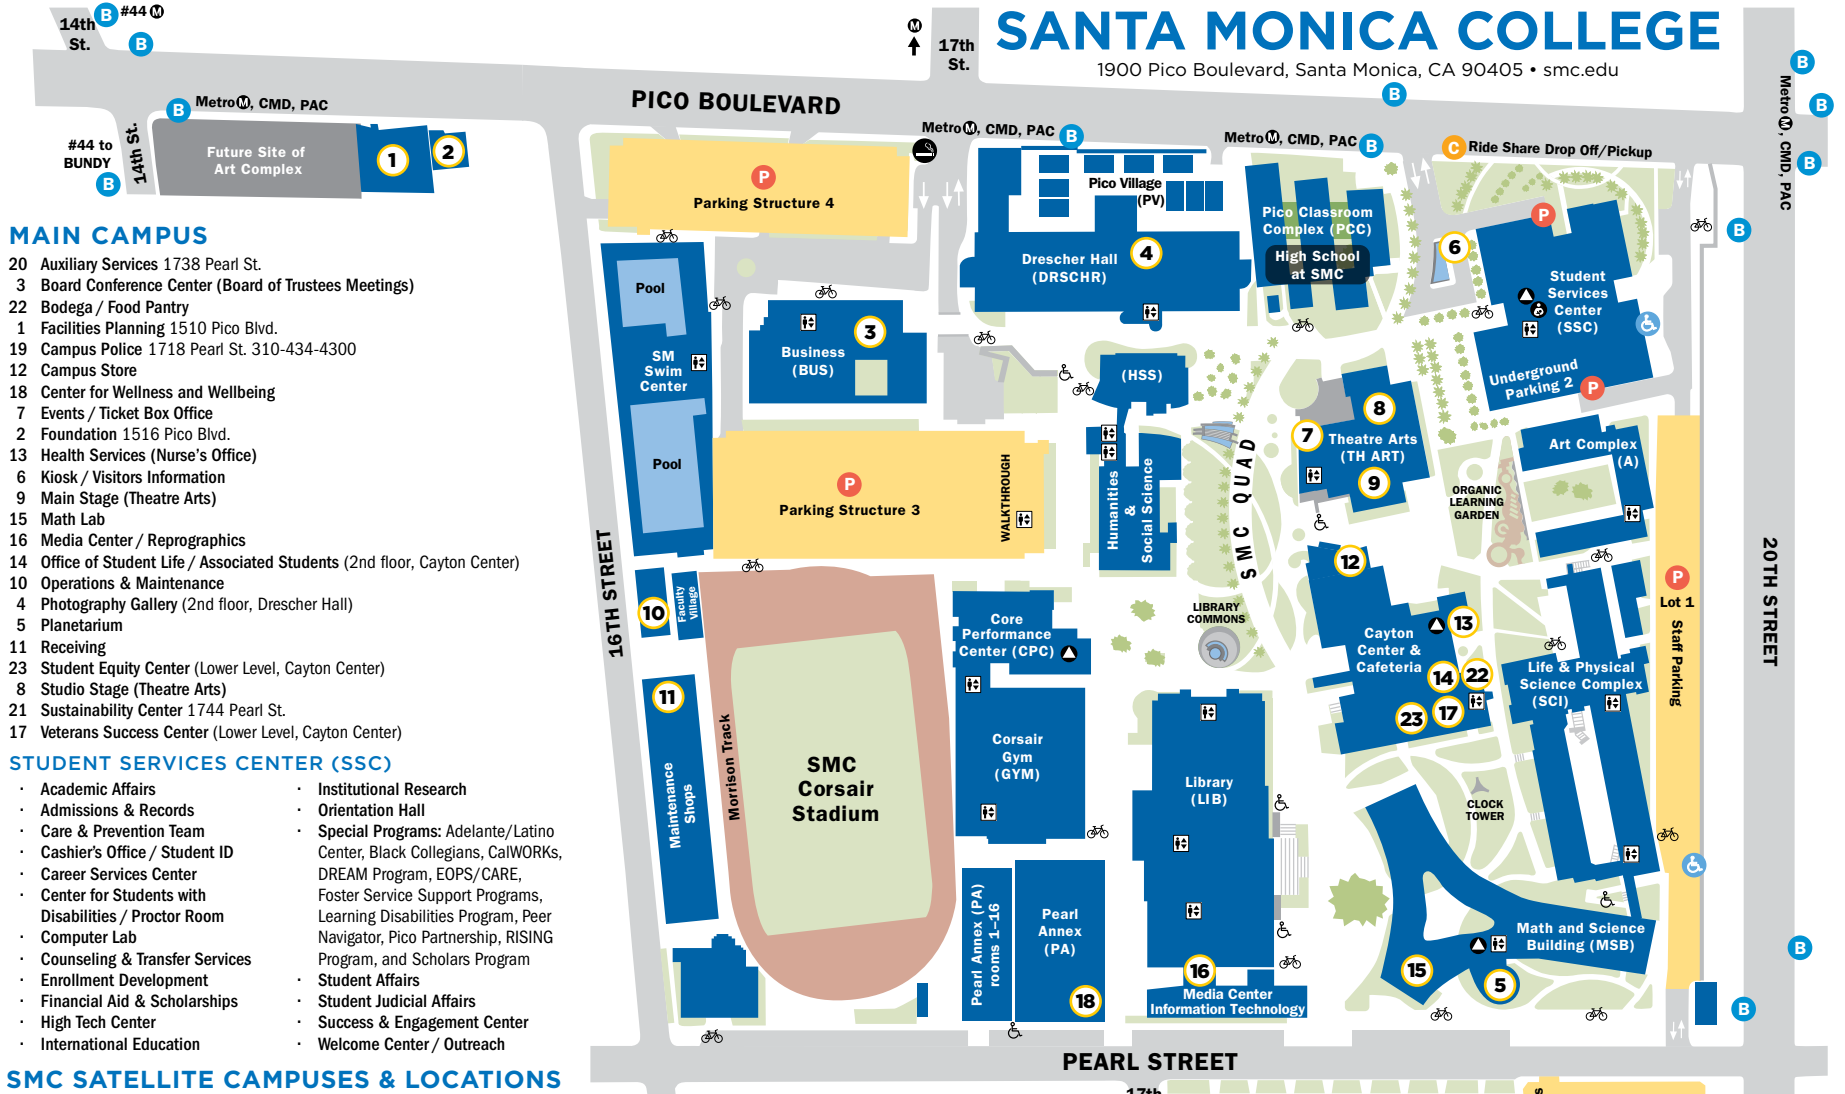 14th
St.
B
#44 M
B
M
17th
St.
SANTA MONICA COLLEGE
1900 Pico Boulevard, Santa Monica, CA 90405 • smc.edu
B
B
B
B
Metro M, CMD, PAC
PICO BOULEVARD
B
Metro M, CMD, PAC
#44 to
BUNDY
B
14th St.
Future Site of
Art Complex
1
2
Metro M, CMD, PAC B
Metro M, CMD, PAC B
C Ride Share Drop Off/Pickup
Metro M, CMD, PAC
B
P
Parking Structure 4
Pico Village
(PV)
Pico Classroom
Complex (PCC)
High School
at SMC
Drescher Hall
(DRSCHR)
4
6
P
Student
Services
Center
(SSC)
Underground
Parking 2
P
MAIN CAMPUS
20 Auxiliary Services 1738 Pearl St.
3 Board Conference Center (Board of Trustees Meetings)
22 Bodega / Food Pantry
1 Facilities Planning 1510 Pico Blvd.
19 Campus Police 1718 Pearl St. 310-434-4300
12 Campus Store
18 Center for Wellness and Wellbeing
7 Events / Ticket Box Office
2 Foundation 1516 Pico Blvd.
13 Health Services (Nurse's Office)
6 Kiosk / Visitors Information
9 Main Stage (Theatre Arts)
15 Math Lab
16 Media Center / Reprographics
14 Office of Student Life / Associated Students (2nd floor, Cayton Center)
10 Operations & Maintenance
4 Photography Gallery (2nd floor, Drescher Hall)
5 Planetarium
11 Receiving
23 Student Equity Center (Lower Level, Cayton Center)
8 Studio Stage (Theatre Arts)
21 Sustainability Center 1744 Pearl St.
17 Veterans Success Center (Lower Level, Cayton Center)
STUDENT SERVICES CENTER (SSC)
· Academic Affairs
· Admissions & Records
· Care & Prevention Team
· Cashier's Office / Student ID
· Career Services Center
· Center for Students with
Disabilities / Proctor Room
· Computer Lab
· Counseling & Transfer Services
· Enrollment Development
· Financial Aid & Scholarships
· High Tech Center
· International Education
· Institutional Research
· Orientation Hall
· Special Programs: Adelante/Latino
Center, Black Collegians, CalWORKs,
DREAM Program, EOPS/CARE,
Foster Service Support Programs,
Learning Disabilities Program, Peer
Navigator, Pico Partnership, RISING
Program, and Scholars Program
· Student Affairs
· Student Judicial Affairs
· Success & Engagement Center
· Welcome Center / Outreach
SMC SATELLITE CAMPUSES & LOCATIONS
Pool
SM
Swim
Center
Pool
Business
(BUS)
3
P
Parking Structure 3
WALKTHROUGH
(HSS)
Humanities
&
Social Science
SMC QUAD
7
8
Theatre Arts
(TH ART)
9
ORGANIC
LEARNING
GARDEN
Art Complex
(A)
16TH STREET
10
Faculty
Village
11
Maintenance
Shops
Morrison Track
SMC
Corsair
Stadium
Core
Performance
Center (CPC)
Corsair
Gym
(GYM)
LIBRARY
COMMONS
12
Cayton
Center &
Cafeteria
13
14
22
23
17
Life & Physical
Science Complex
(SCI)
P
Lot 1
Staff Parking
20TH STREET
Library
(LIB)
CLOCK
TOWER
Pearl Annex (PA)
rooms 1–16
Pearl
Annex
(PA)
18
16
Media Center
Information Technology
Math and Science
Building (MSB)
15
5
B
B
PEARL STREET
17th